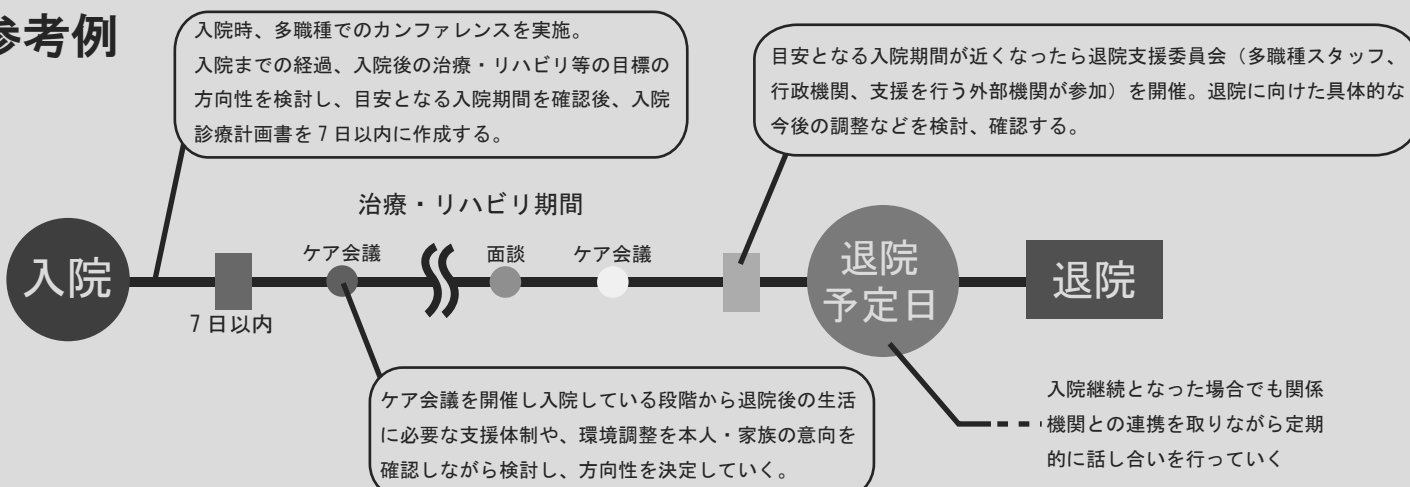 参考例
入院時、多職種でのカンファレンスを実施。
入院までの経過、入院後の治療・リハビリ等の目標の
方向性を検討し、目安となる入院期間を確認後、入院
診療計画書を7日以内に作成する。
目安となる入院期間が近くなったら退院支援委員会（多職種スタッフ、
行政機関、支援を行う外部機関が参加）を開催。退院に向けた具体的な
今後の調整などを検討、確認する。
治療・リハビリ期間
入院
7日以内
ケア会議
面談
ケア会議
退院
予定日
退院
ケア会議を開催し入院している段階から退院後の生活
に必要な支援体制や、環境調整を本人・家族の意向を
確認しながら検討し、方向性を決定していく。
入院継続となった場合でも関係
機関との連携を取りながら定期
的に話し合いを行っていく